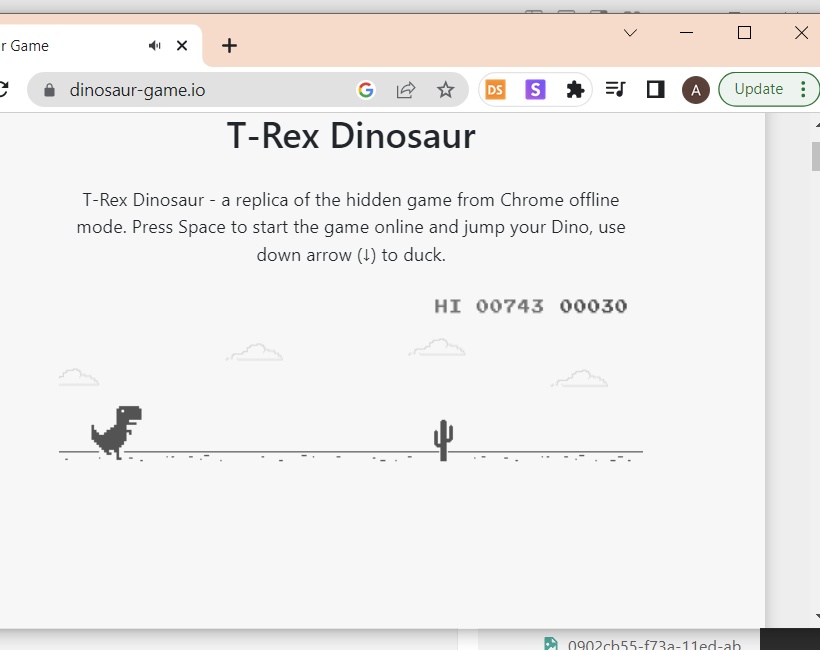 r Game
dinosaur-game.io
G
DS
S
A
Update
T-Rex Dinosaur
T-Rex Dinosaur - a replica of the hidden game from Chrome offline
mode. Press Space to start the game online and jump your Dino, use
down arrow (↓) to duck.
HI 00743 00030
0902cb55-f73a-11ed-ab